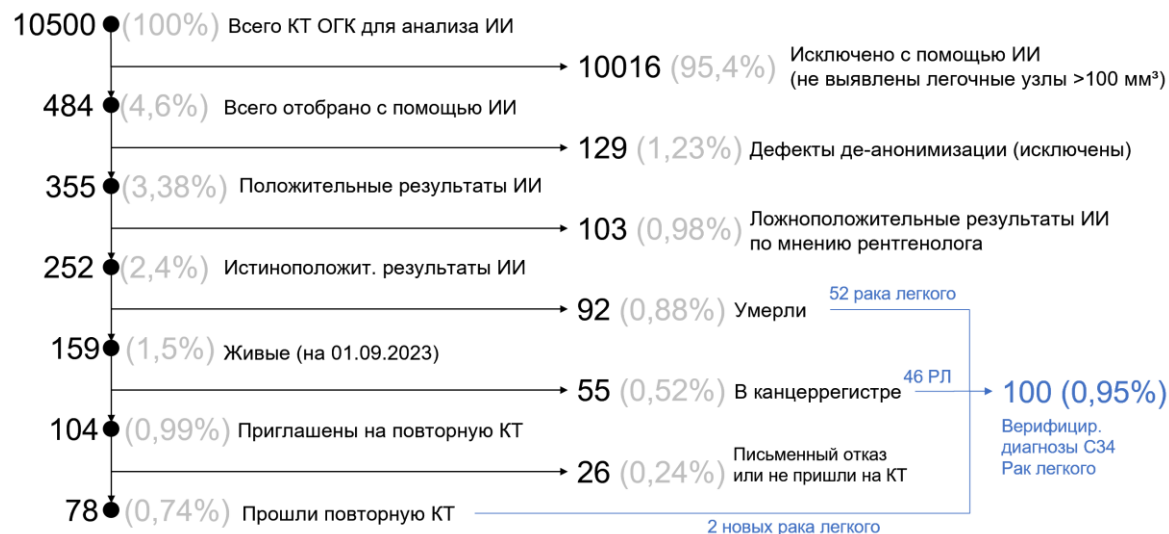 10500 (100%) Всего КТ ОГК для анализа ИИ
10016 (95,4%) Исключено с помощью ИИ
(не выявлены легочные узлы >100 мм³)
484 (4,6%) Всего отобрано с помощью ИИ
129 (1,23%) Дефекты де-анонимизации (исключены)
355 (3,38%) Положительные результаты ИИ
103 (0,98%) Ложноположительные результаты ИИ
по мнению рентгенолога
252 (2,4%) Истиноположит. результаты ИИ
52 рака легкого
92 (0,88%) Умерли
159 (1,5%) Живые (на 01.09.2023)
55 (0,52%) В канцеррегистре
46 РЛ
100 (0,95%)
Верифицир.
диагнозы С34
Рак легкого
104 (0,99%) Приглашены на повторную КТ
26 (0,24%) Письменный отказ
или не пришли на КТ
78 (0,74%) Прошли повторную КТ
2 новых рака легкого